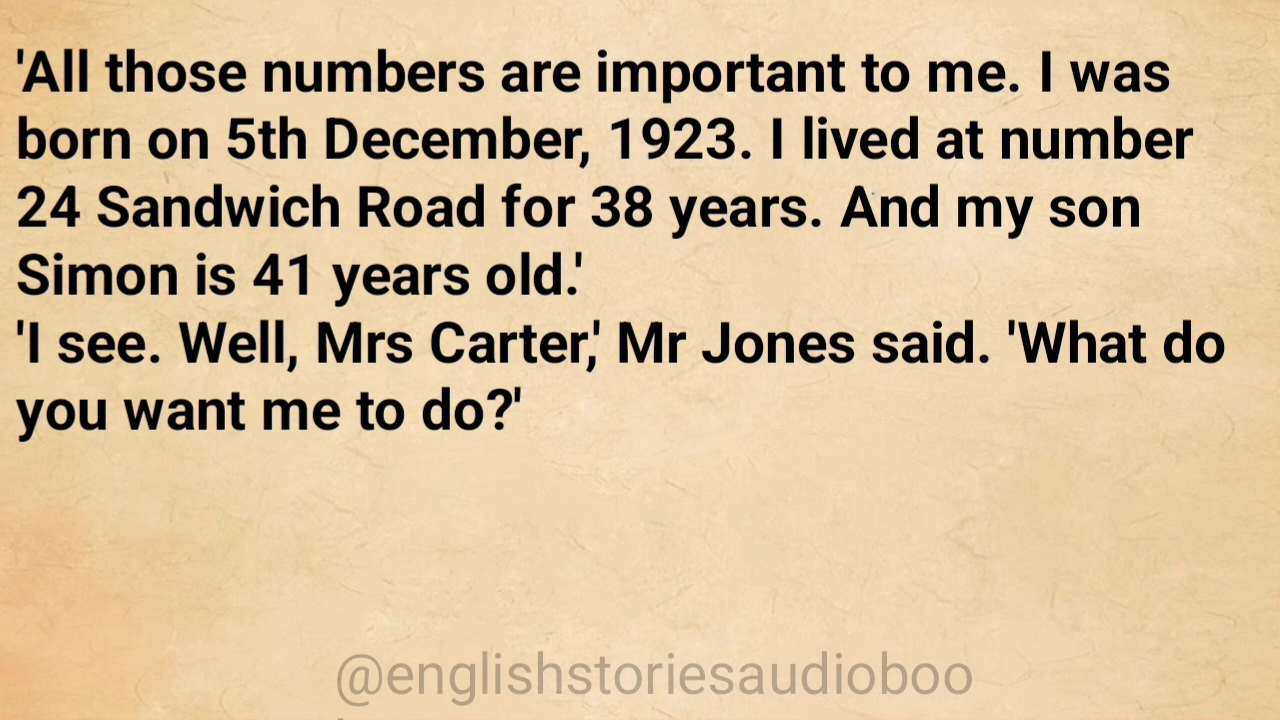 'All those numbers are important to me. I was
born on 5th December, 1923. I lived at number
24 Sandwich Road for 38 years. And my son
Simon is 41 years old.'
'I see. Well, Mrs Carter,' Mr Jones said. 'What do
you want me to do?'
@englishstoriesaudioboo